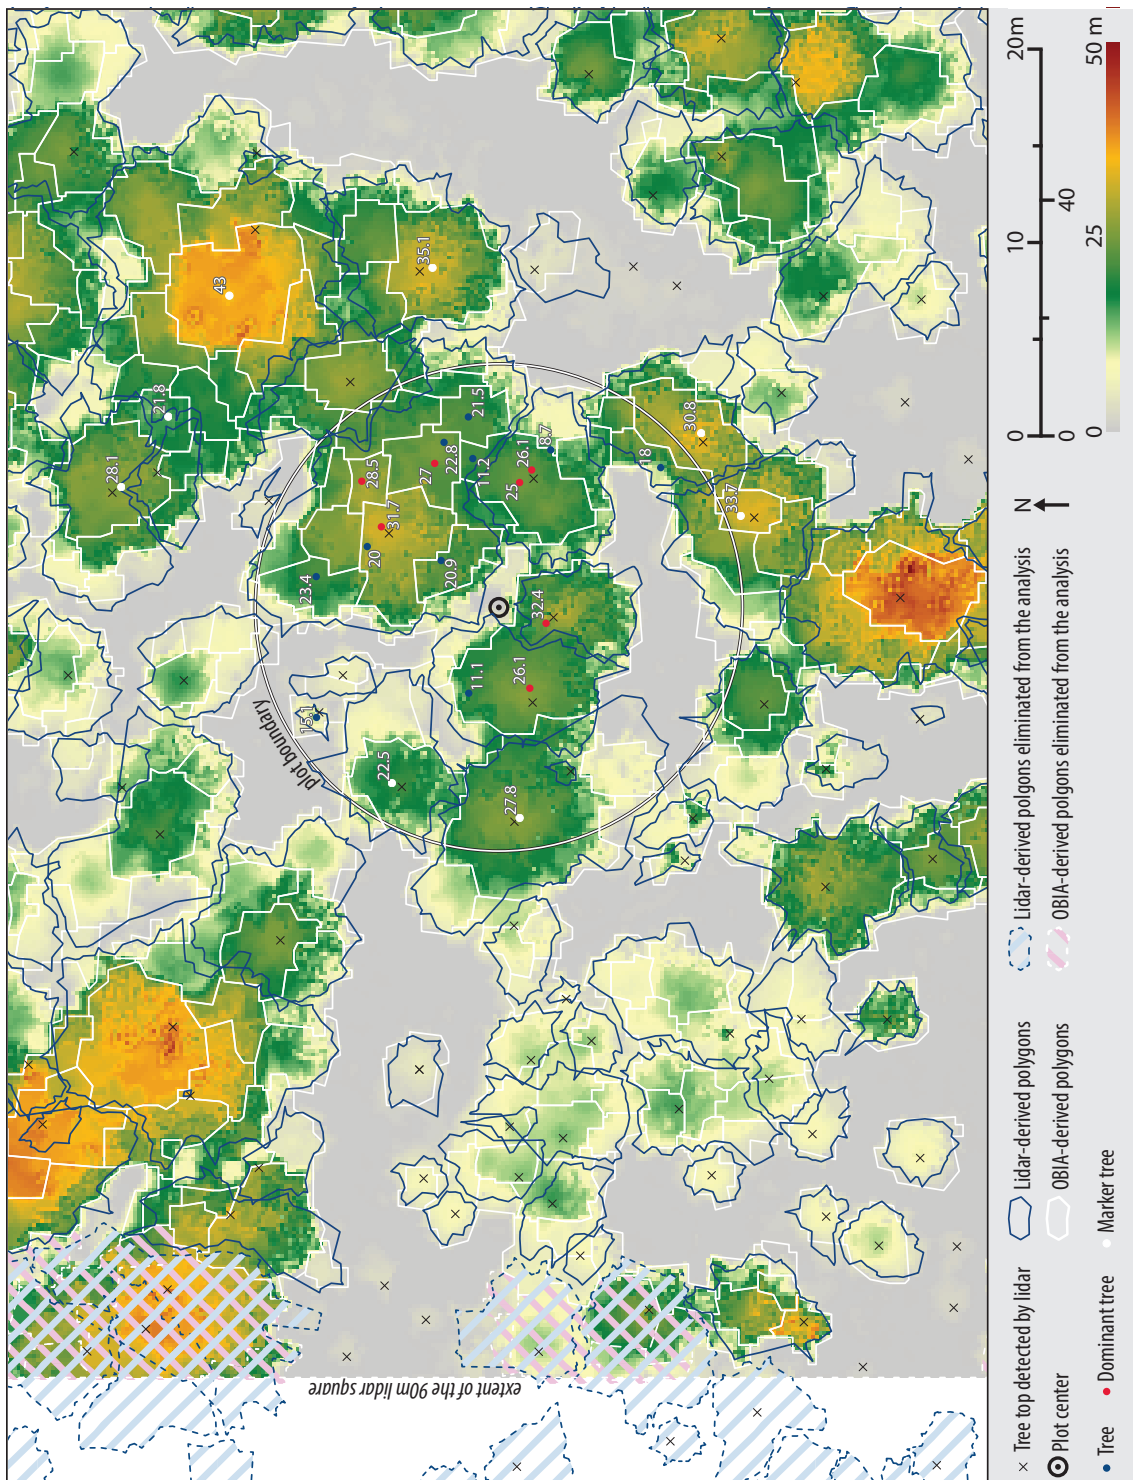 43
35.1
28.1
21.8
28.5
27
22.8
21.5
11.2
26.1
8.7
25
31.7
20
23.4
20.9
18
30.8
33.7
32.4
11.1
26.1
15.1
22.5
27.8
plot boundary
extent of the 90m lidar square
× Tree top detected by lidar
Plot center
Tree
Dominant tree
Marker tree
Lidar-derived polygons
OBIA-derived polygons
Lidar-derived polygons eliminated from the analysis
OBIA-derived polygons eliminated from the analysis
N
0 10 20m
0 40
0 25 50 m